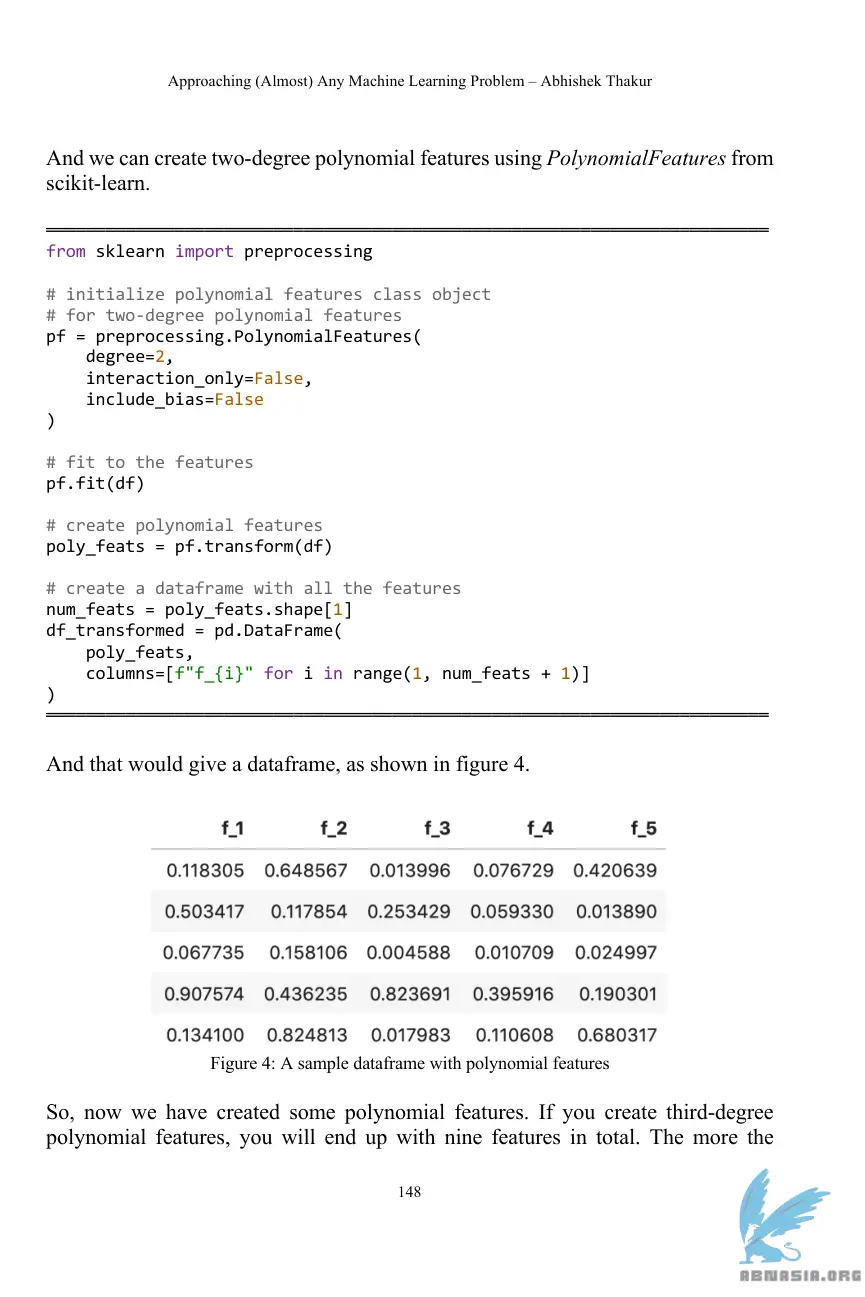 Approaching (Almost) Any Machine Learning Problem – Abhishek Thakur
And we can create two-degree polynomial features using PolynomialFeatures from
scikit-learn.
from sklearn import preprocessing
# initialize polynomial features class object
# for two-degree polynomial features
pf = preprocessing.PolynomialFeatures(
    degree=2,
    interaction_only=False,
    include_bias=False
)
# fit to the features
pf.fit(df)
# create polynomial features
poly_feats = pf.transform(df)
# create a dataframe with all the features
num_feats = poly_feats.shape[1]
df_transformed = pd.DataFrame(
    poly_feats,
    columns=[f"f_{i}" for i in range(1, num_feats + 1)]
)
And that would give a dataframe, as shown in figure 4.
f_1 f_2 f_3 f_4 f_5
0.118305 0.648567 0.013996 0.076729 0.420639
0.503417 0.117854 0.253429 0.059330 0.013890
0.067735 0.158106 0.004588 0.010709 0.024997
0.907574 0.436235 0.823691 0.395916 0.190301
0.134100 0.824813 0.017983 0.110608 0.680317
Figure 4: A sample dataframe with polynomial features
So, now we have created some polynomial features. If you create third-degree
polynomial features, you will end up with nine features in total. The more the
148
ABNASIA.ORG